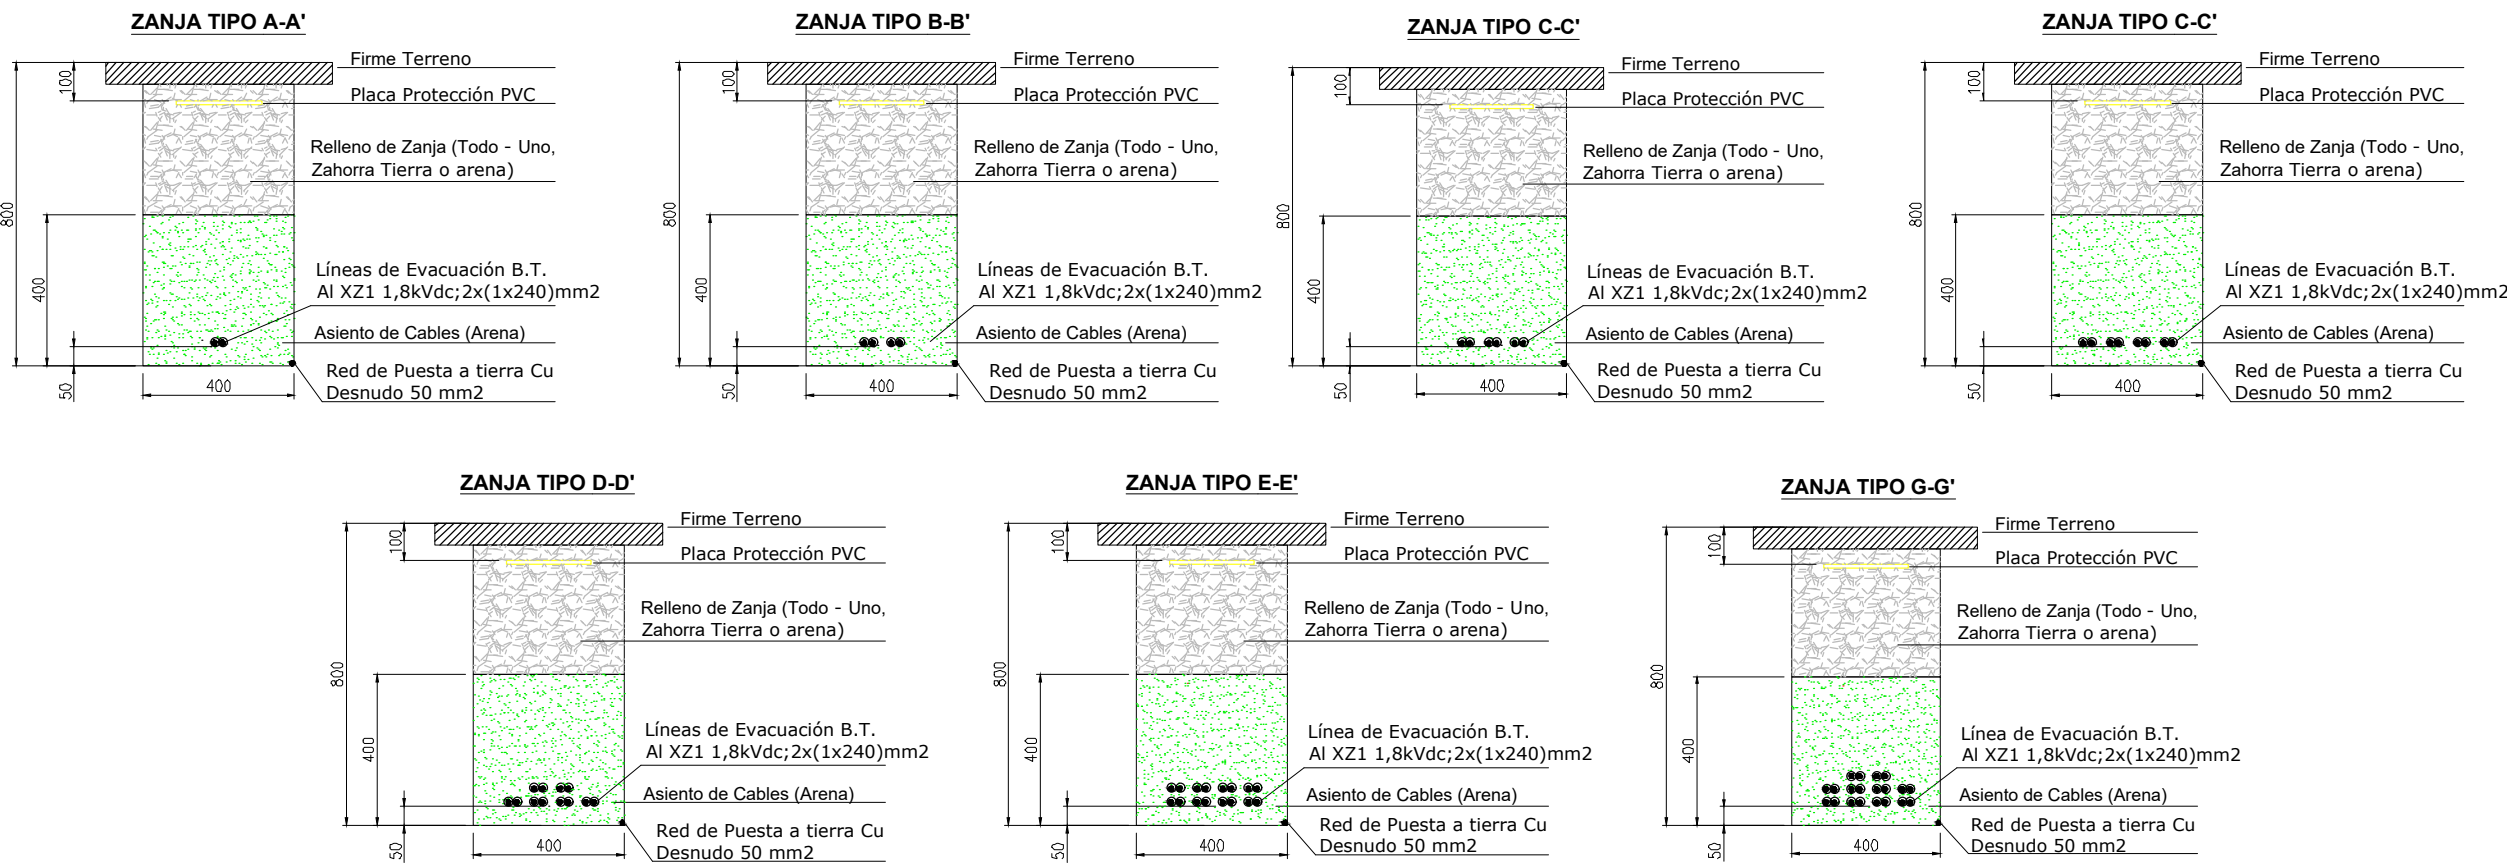 ZANJA TIPO A-A'
Firme Terreno
100
Placa Protección PVC
Relleno de Zanja (Todo - Uno,
Zahorra Tierra o arena)
800
400
Líneas de Evacuación B.T.
Al XZ1 1,8kVdc;2x(1x240)mm2
Asiento de Cables (Arena)
Red de Puesta a tierra Cu
Desnudo 50 mm2
50
400
ZANJA TIPO B-B'
Firme Terreno
100
Placa Protección PVC
Relleno de Zanja (Todo - Uno,
Zahorra Tierra o arena)
800
400
Líneas de Evacuación B.T.
Al XZ1 1,8kVdc;2x(1x240)mm2
Asiento de Cables (Arena)
Red de Puesta a tierra Cu
Desnudo 50 mm2
50
400
ZANJA TIPO C-C'
Firme Terreno
100
Placa Protección PVC
Relleno de Zanja (Todo - Uno,
Zahorra Tierra o arena)
800
400
Líneas de Evacuación B.T.
Al XZ1 1,8kVdc;2x(1x240)mm2
Asiento de Cables (Arena)
Red de Puesta a tierra Cu
Desnudo 50 mm2
50
400
ZANJA TIPO C-C'
Firme Terreno
100
Placa Protección PVC
Relleno de Zanja (Todo - Uno,
Zahorra Tierra o arena)
800
400
Líneas de Evacuación B.T.
Al XZ1 1,8kVdc;2x(1x240)mm2
Asiento de Cables (Arena)
Red de Puesta a tierra Cu
Desnudo 50 mm2
50
400
ZANJA TIPO D-D'
Firme Terreno
100
Placa Protección PVC
Relleno de Zanja (Todo - Uno,
Zahorra Tierra o arena)
800
400
Líneas de Evacuación B.T.
Al XZ1 1,8kVdc;2x(1x240)mm2
Asiento de Cables (Arena)
Red de Puesta a tierra Cu
Desnudo 50 mm2
50
400
ZANJA TIPO E-E'
Firme Terreno
100
Placa Protección PVC
Relleno de Zanja (Todo - Uno,
Zahorra Tierra o arena)
800
400
Línea de Evacuación B.T.
Al XZ1 1,8kVdc;2x(1x240)mm2
Asiento de Cables (Arena)
Red de Puesta a tierra Cu
Desnudo 50 mm2
50
400
ZANJA TIPO G-G'
Firme Terreno
100
Placa Protección PVC
Relleno de Zanja (Todo - Uno,
Zahorra Tierra o arena)
800
400
Línea de Evacuación B.T.
Al XZ1 1,8kVdc;2x(1x240)mm2
Asiento de Cables (Arena)
Red de Puesta a tierra Cu
Desnudo 50 mm2
50
400